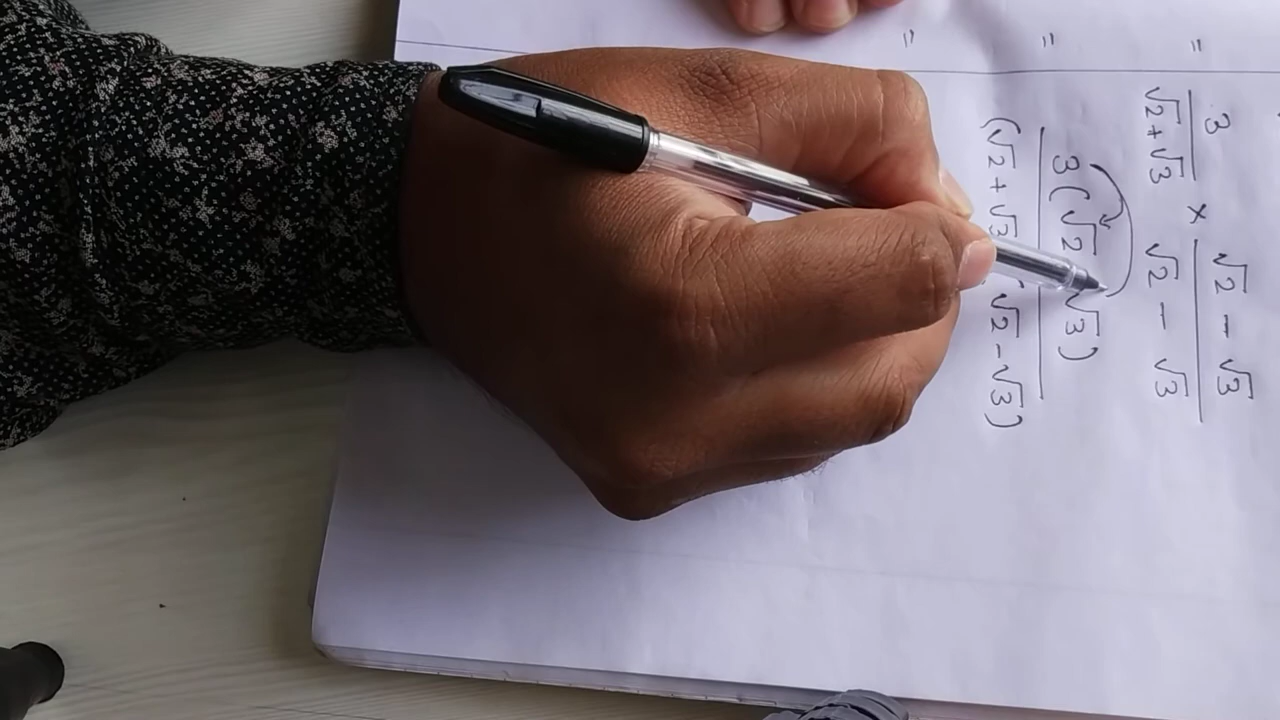 = 3/(√2 + √3) × (√2 − √3)/(√2 − √3)
= 3(√2 √3)/(√2 + √3 √2 − √3)
=